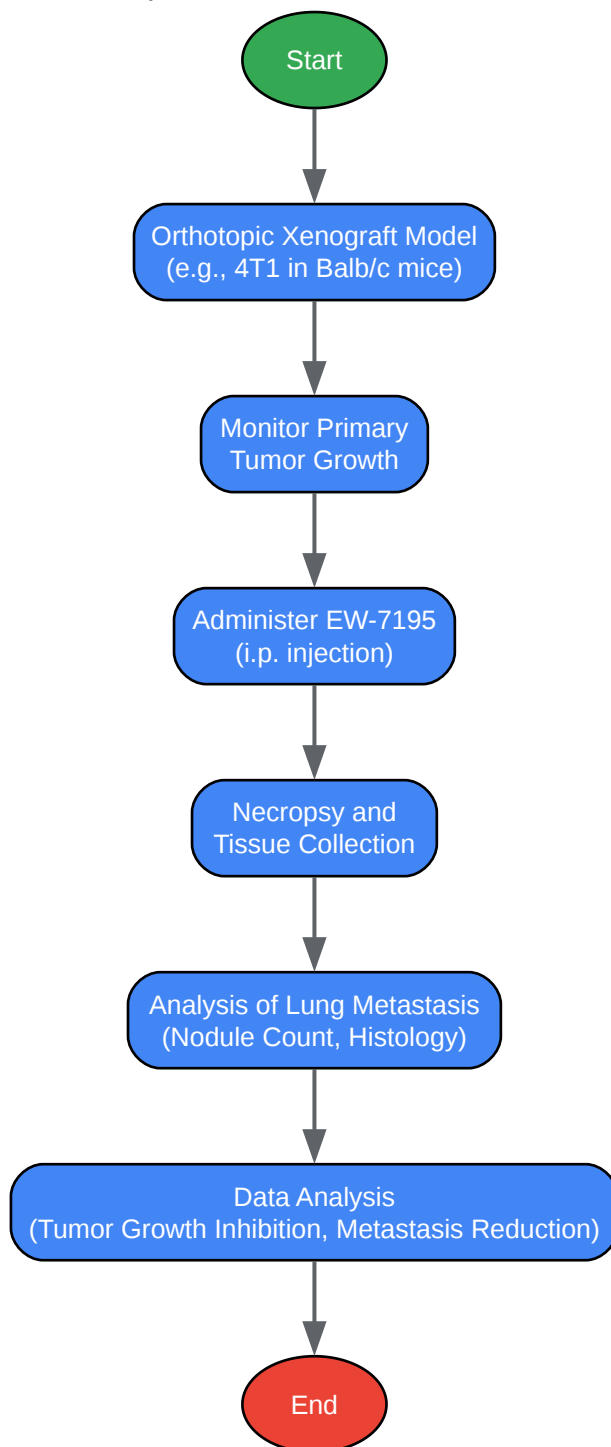 Start
Orthotopic Xenograft Model
(e.g., 4T1 in Balb/c mice)
Monitor Primary
Tumor Growth
Administer EW-7195
(i.p. injection)
Necropsy and
Tissue Collection
Analysis of Lung Metastasis
(Nodule Count, Histology)
Data Analysis
(Tumor Growth Inhibition, Metastasis Reduction)
End